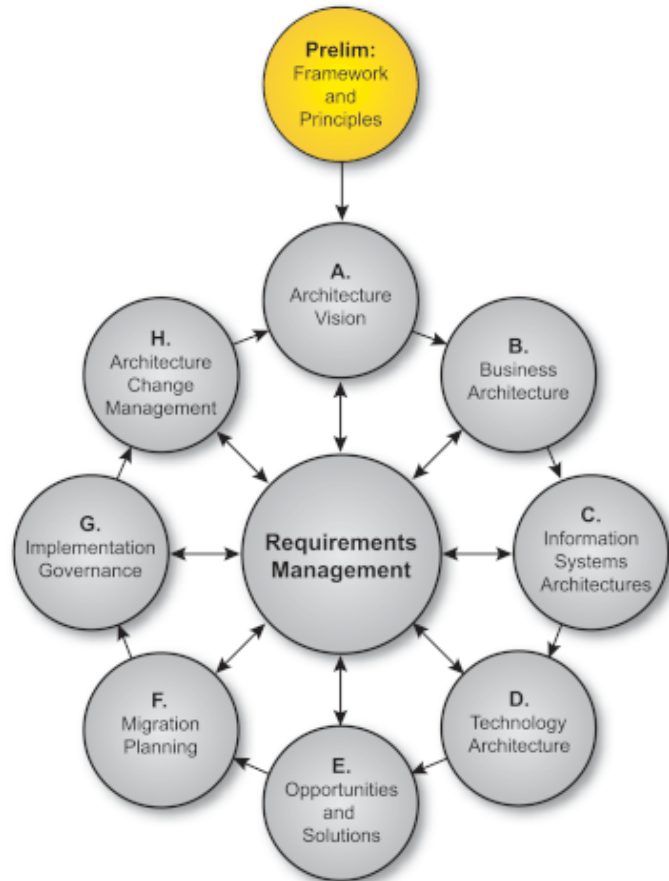 Prelim:
Framework
and
Principles
A.
Architecture
Vision
B.
Business
Architecture
C.
Information
Systems
Architectures
D.
Technology
Architecture
E.
Opportunities
and
Solutions
F.
Migration
Planning
G.
Implementation
Governance
H.
Architecture
Change
Management
Requirements
Management